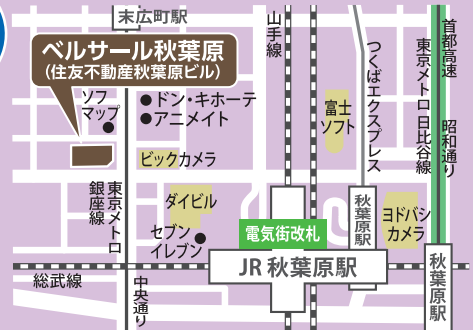 末広町駅
ベルサール秋葉原
(住友不動産秋葉原ビル)
山手線
つくばエクスプレス
東京メトロ 日比谷線
首都高速
昭和通り
ソフ
マップ
ドン・キホーテ
アニメイト
富士
ソフト
ビックカメラ
東京メトロ
銀座線
ダイビル
セブン
イレブン
電気街改札
秋葉原駅
ヨドバシ
カメラ
JR 秋葉原駅
秋葉原駅
総武線
中央通り